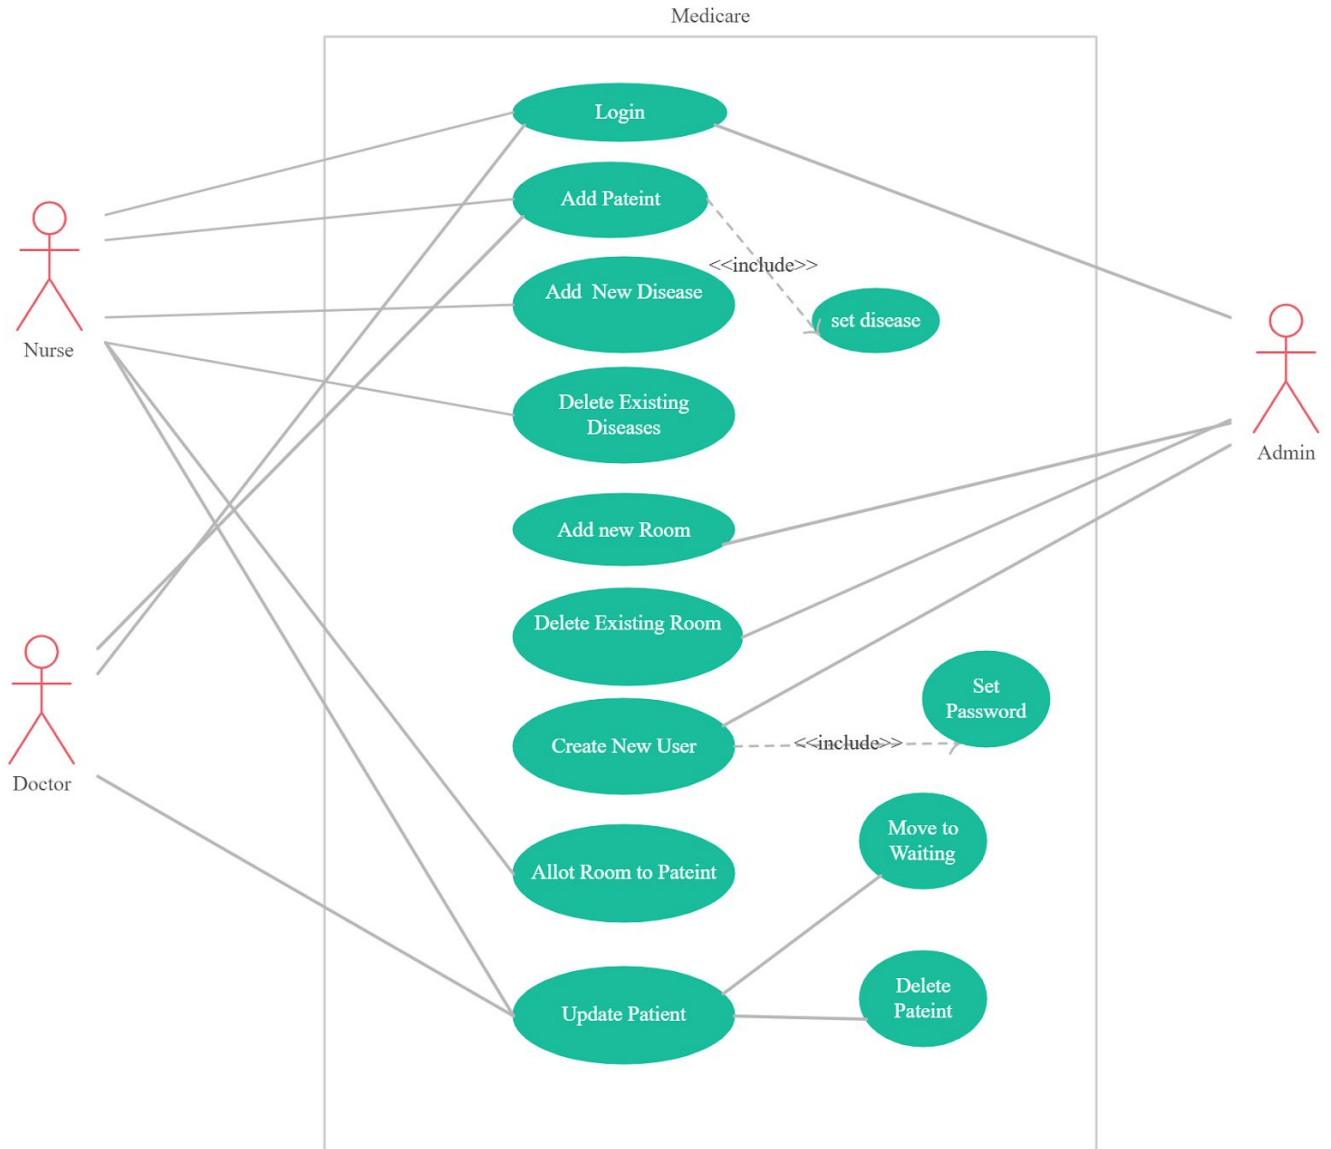 Medicare
Login
Add Pateint
<<include>>
Add  New Disease
set disease
Nurse
Delete Existing
Diseases
Admin
Add new Room
Delete Existing Room
Set
Password
Create New User
<<include>>
Doctor
Move to
Waiting
Allot Room to Pateint
Delete
Pateint
Update Patient